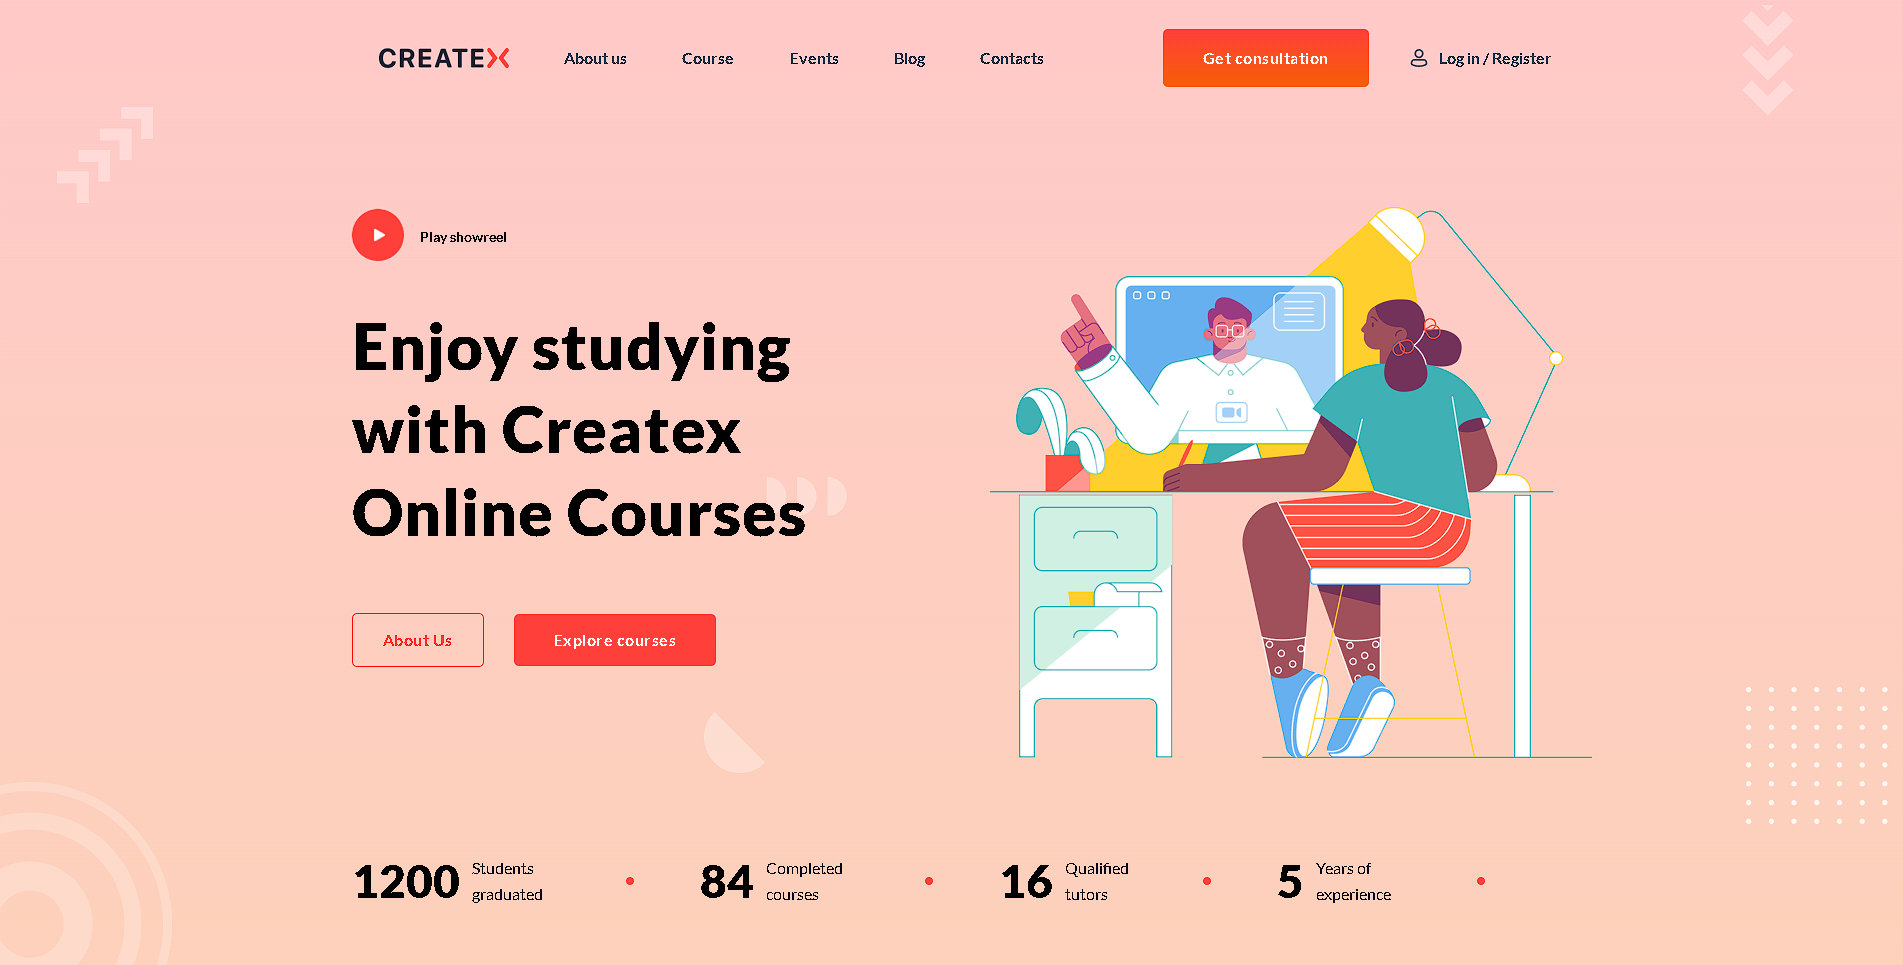 CREATEX
About us
Course
Events
Blog
Contacts
Get consultation
Log in / Register
Play showreel
Enjoy studying
with Createx
Online Courses
About Us
Explore courses
1200
Students
graduated
84
Completed
courses
16
Qualified
tutors
5
Years of
experience